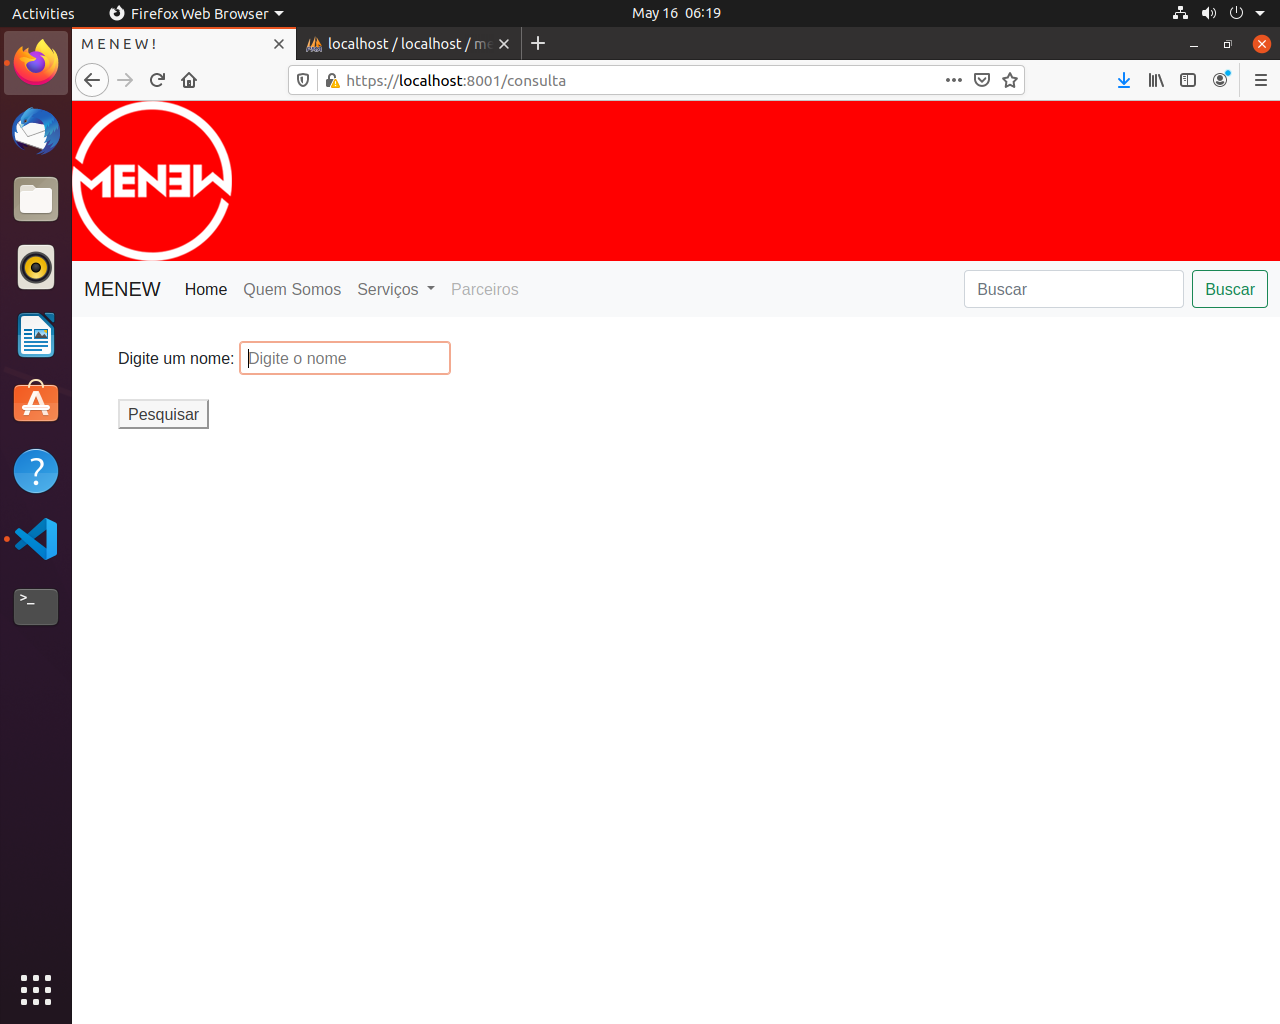 Activities
Firefox Web Browser
May 16 06:19
M E N E W !
localhost / localhost / me
https://localhost:8001/consulta
MENEW
MENEW
Home
Quem Somos
Serviços
Parceiros
Buscar
Buscar
Digite um nome:
Digite o nome
Pesquisar